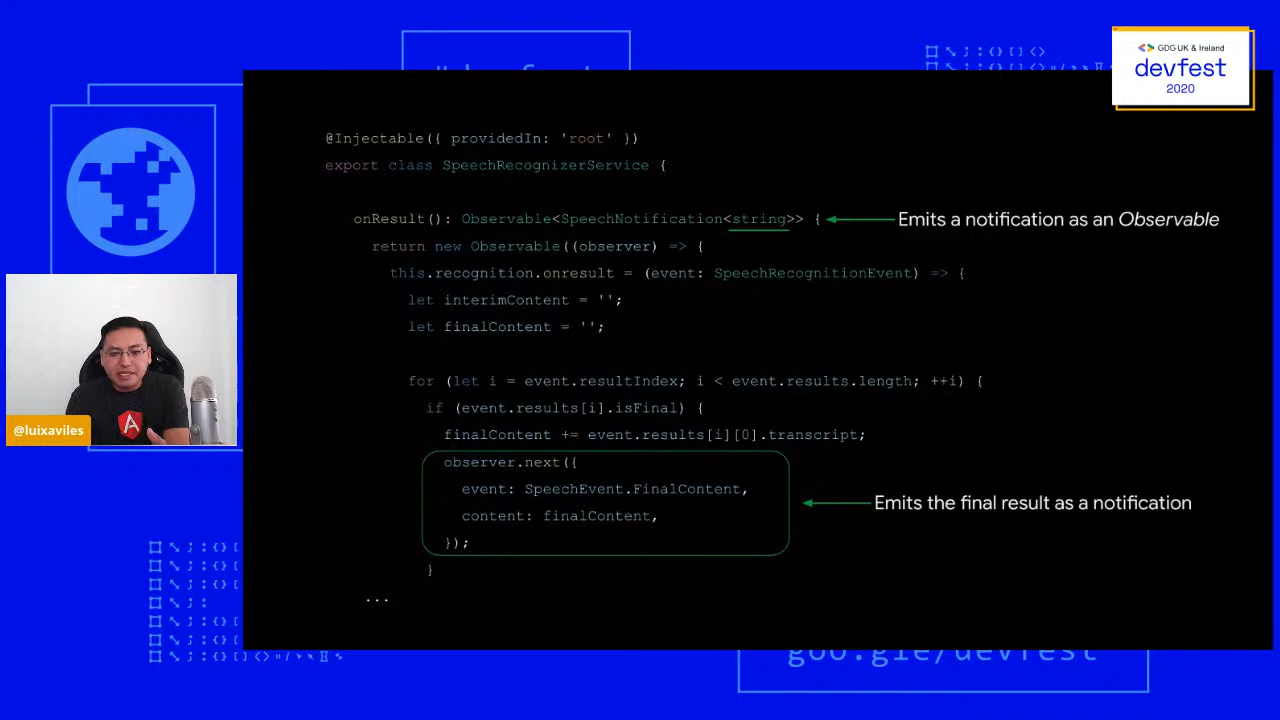 GDG UK & Ireland
devfest
2020
@Injectable({ providedIn: 'root' })
export class SpeechRecognizerService {
onResult(): Observable<SpeechNotification<string>> {
Emits a notification as an Observable
return new Observable((observer) => {
this.recognition.onresult = (event: SpeechRecognitionEvent) => {
let interimContent = '';
let finalContent = '';
for (let i = event.resultIndex; i < event.results.length; ++i) {
if (event.results[i].isFinal) {
finalContent += event.results[i][0].transcript;
observer.next({
event: SpeechEvent.FinalContent,
Emits the final result as a notification
content: finalContent,
});
}
...
@luixaviles
goo.gle/devfest